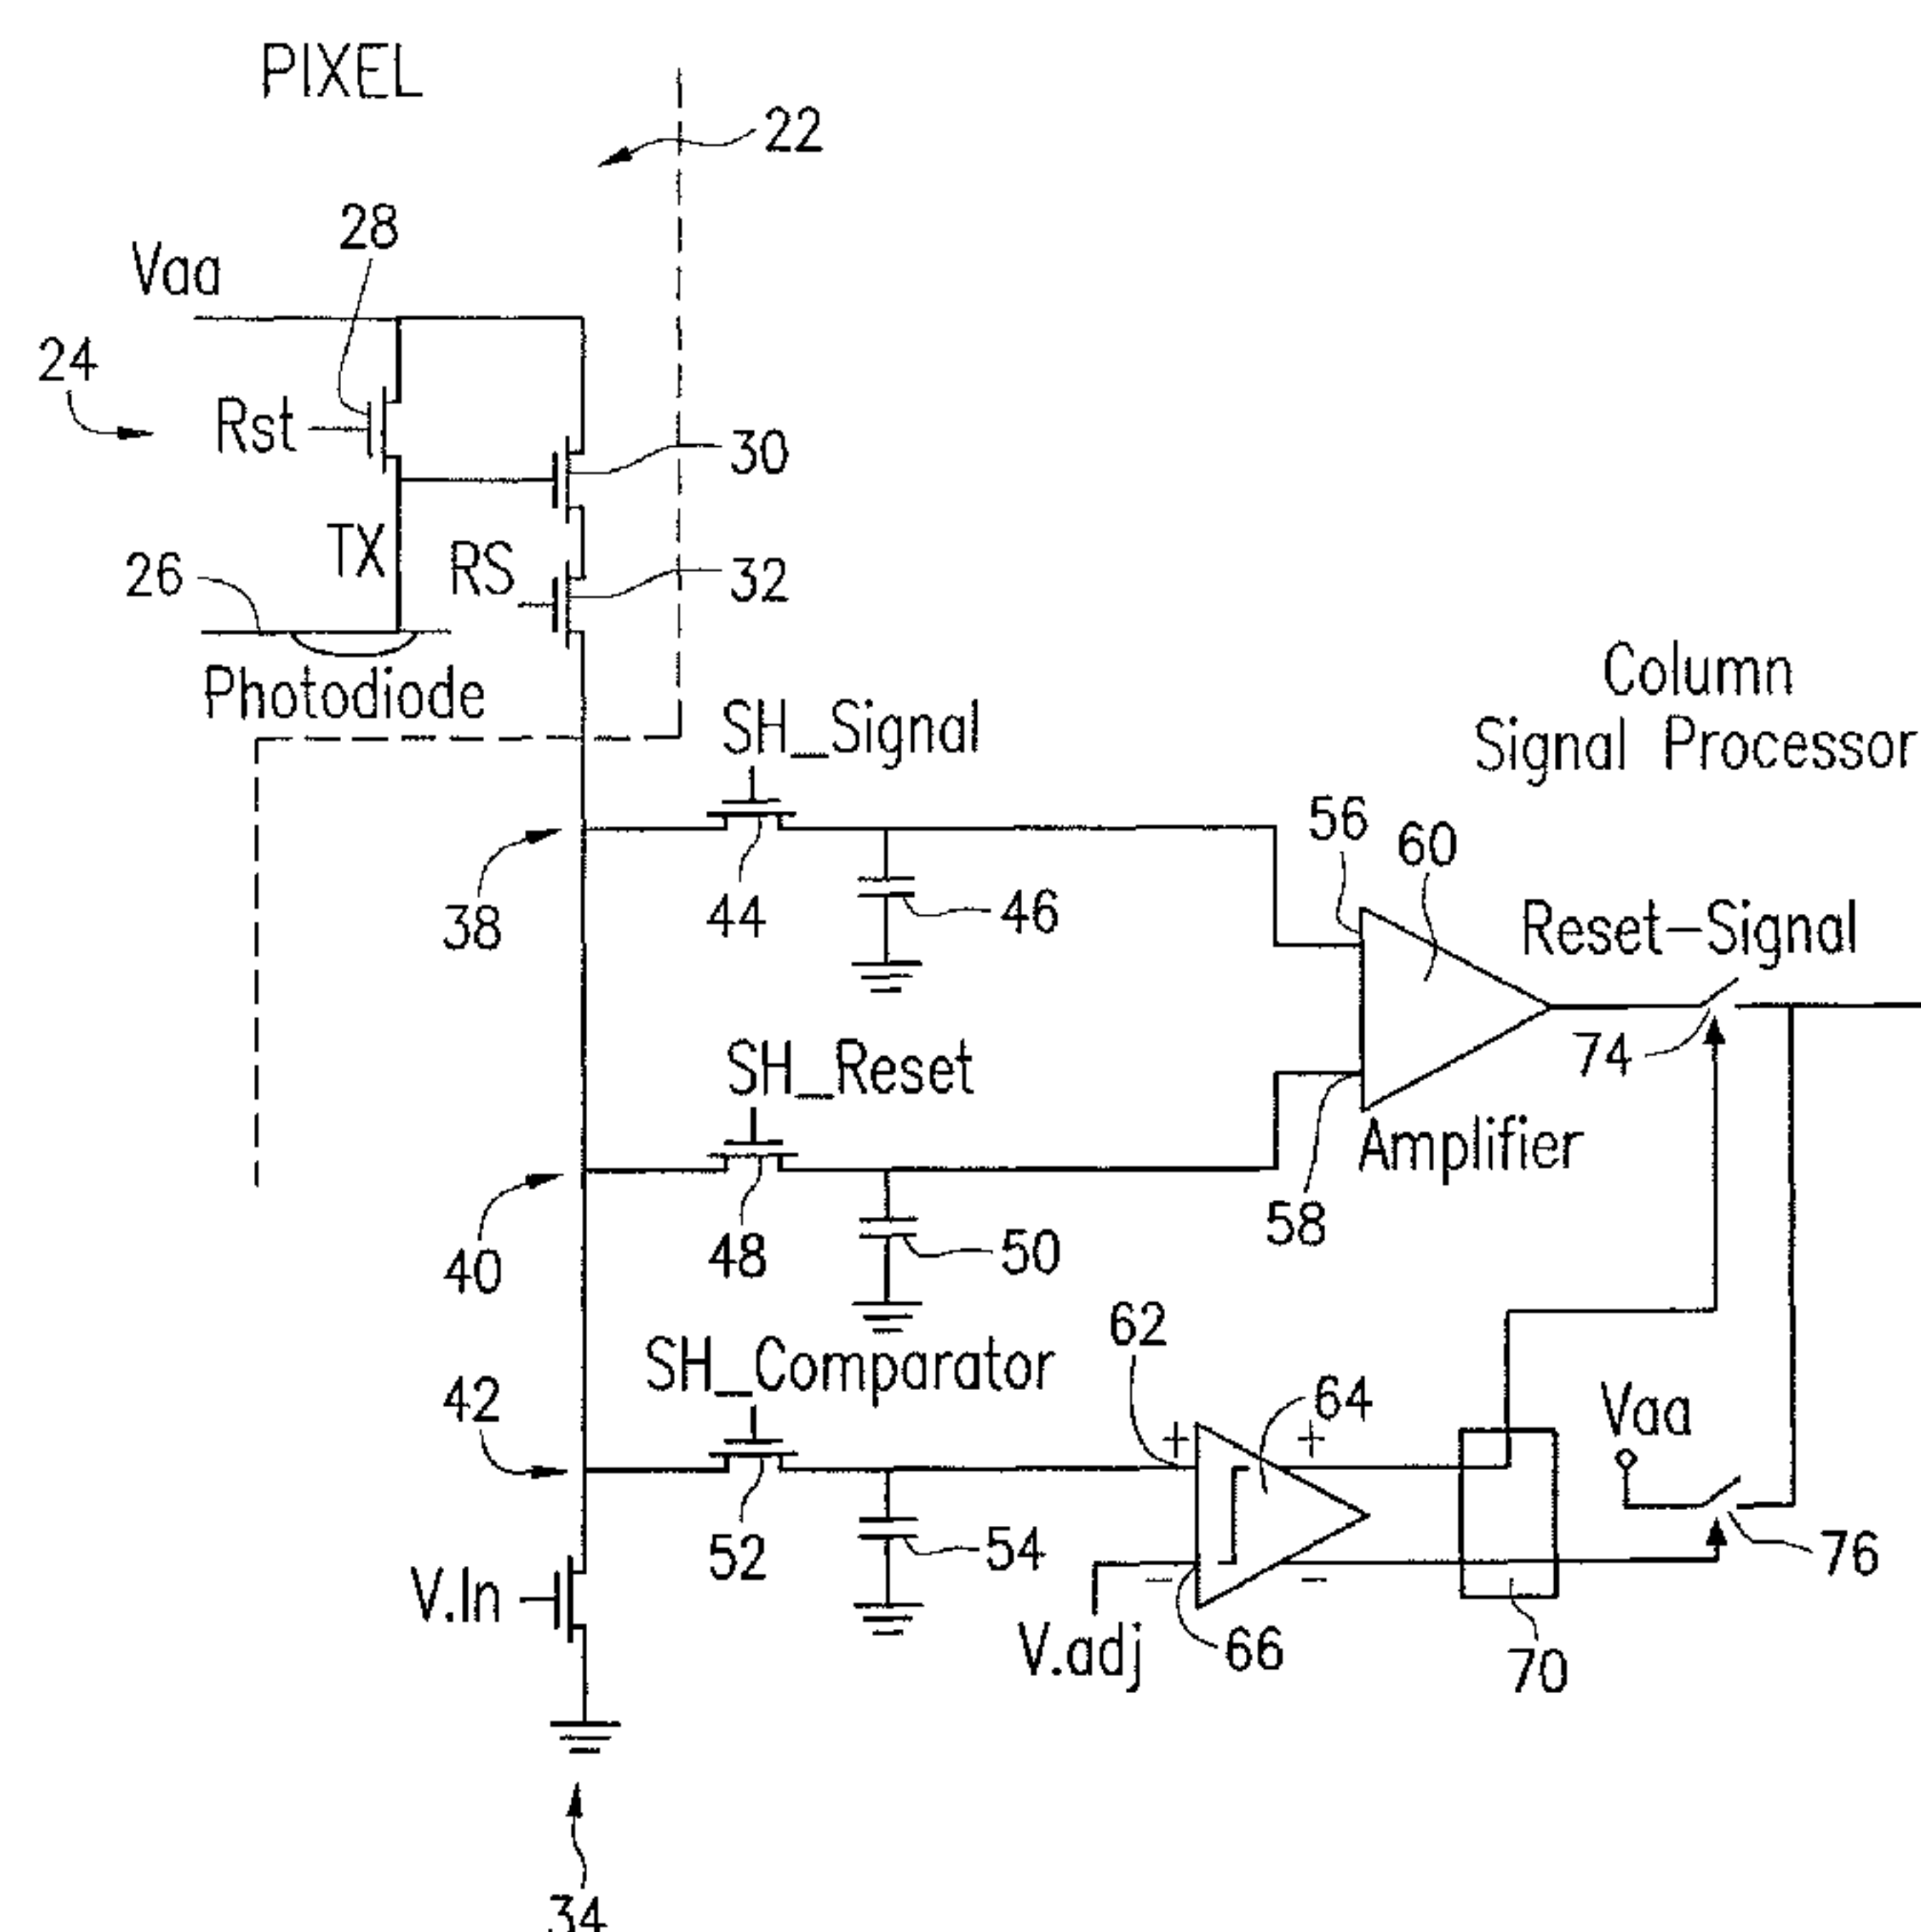 PIXEL
22
28
Vaa
24
Rst
30
TX
RS
26
32
Photodiode
Column
Signal Processor
SH_Signal
56
60
38
44
46
Reset-Signal
SH_Reset
74
Amplifier
40
48
50
58
62
SH_Comparator
42
+
+
64
Vaa
52
54
76
V.In
−
−
V.adj
66
70
34